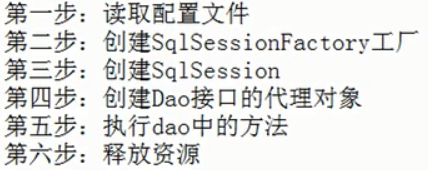 第一步：读取配置文件
第二步：创建SqlSessionFactory工厂
第三步：创建SqlSession
第四步：创建Dao接口的代理对象
第五步：执行dao中的方法
第六步：释放资源